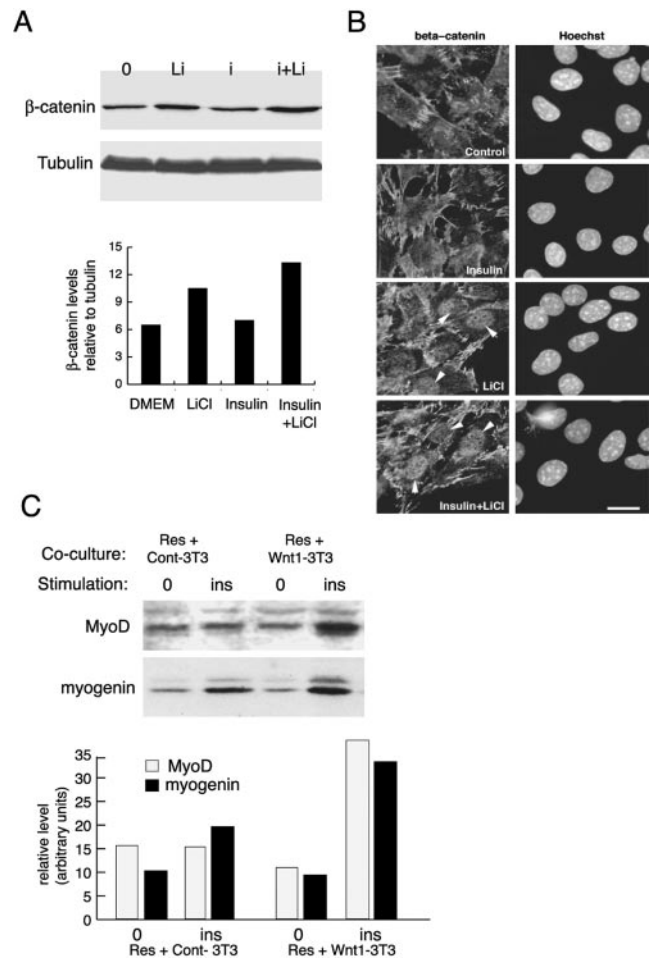 A
0 Li i i+Li
β-catenin
Tubulin
15
12
9
6
3
0
β-catenin levels
relative to tubulin
DMEM LiCl Insulin Insulin
+LiCl
B
beta–catenin Hoechst
Control
Insulin
LiCl
Insulin+LiCl
C
Co-culture: Res +
Cont-3T3 Res +
Wnt1-3T3
Stimulation: 0 ins 0 ins
MyoD
myogenin
MyoD
myogenin
35
30
25
20
15
10
5
0
relative level
(arbitrary units)
0 ins 0 ins
Res + Cont- 3T3 Res + Wnt1-3T3